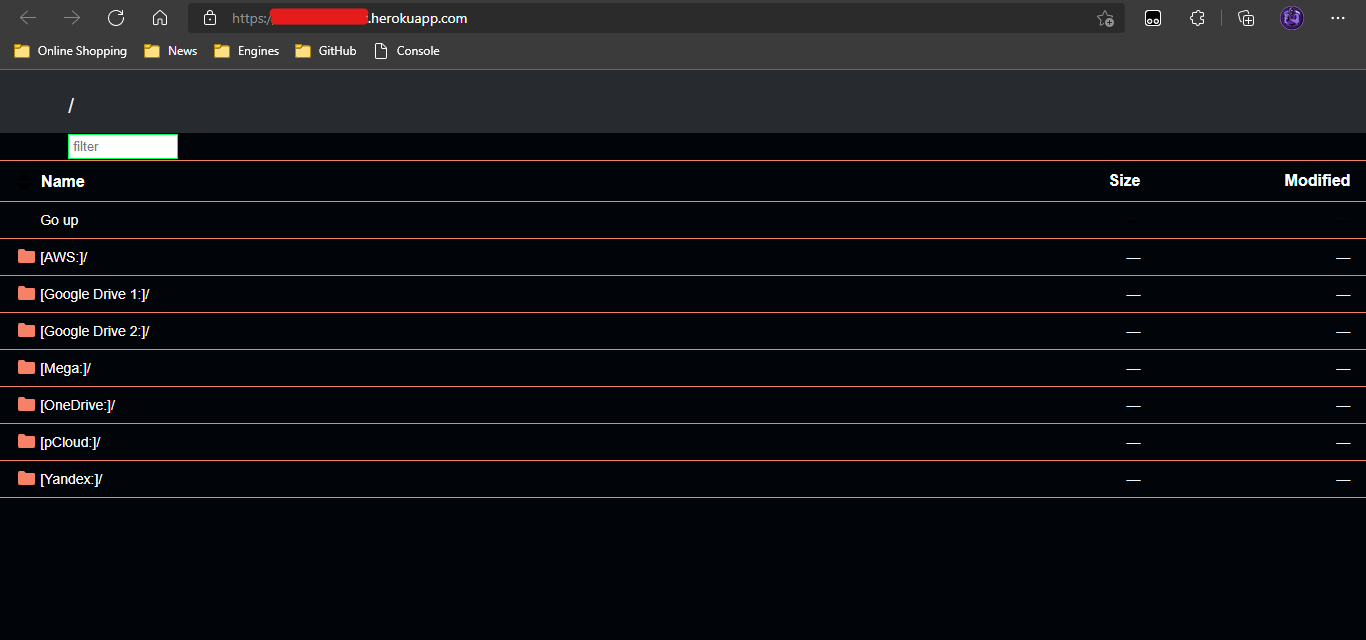 https:/ .herokuapp.com
Online Shopping News Engines GitHub Console
/
filter
Name Size Modified
Go up
[AWS:]/ — —
[Google Drive 1:]/ — —
[Google Drive 2:]/ — —
[Mega:]/ — —
[OneDrive:]/ — —
[pCloud:]/ — —
[Yandex:]/ — —